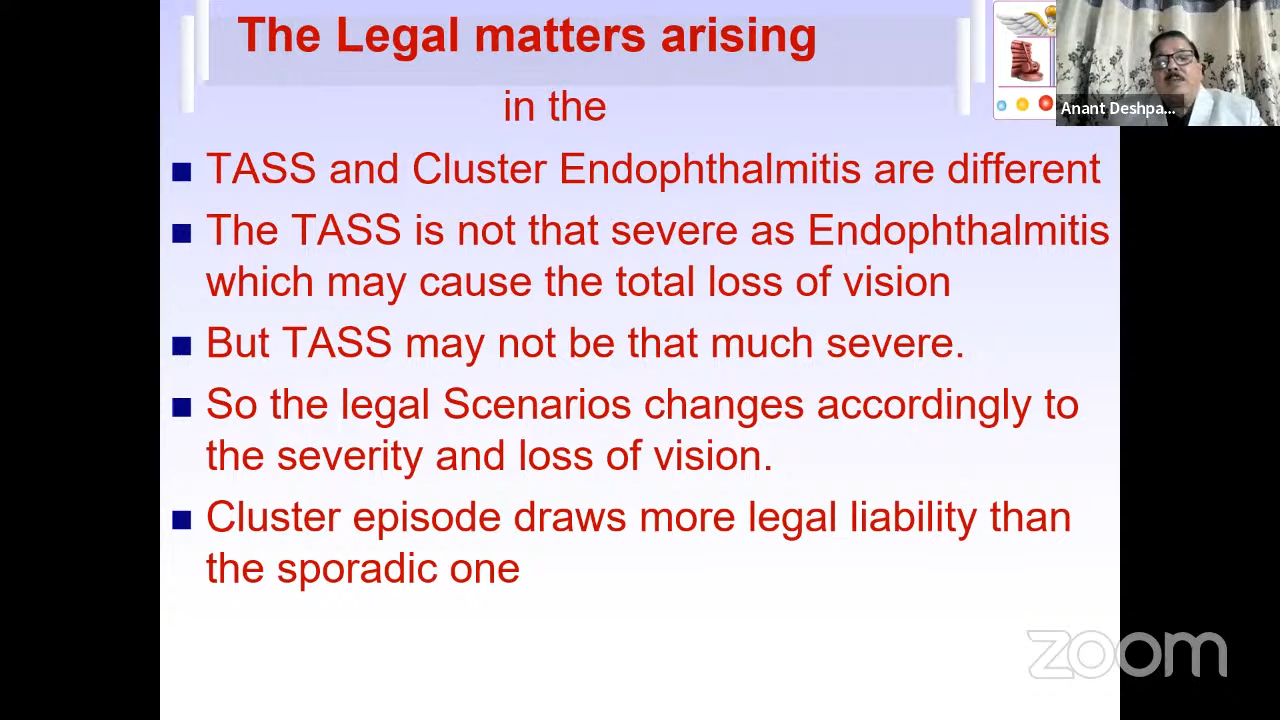 The Legal matters arising
in the
TASS and Cluster Endophthalmitis are different
The TASS is not that severe as Endophthalmitis
which may cause the total loss of vision
But TASS may not be that much severe.
So the legal Scenarios changes accordingly to
the severity and loss of vision.
Cluster episode draws more legal liability than
the sporadic one
Anant Deshpa...
zoom